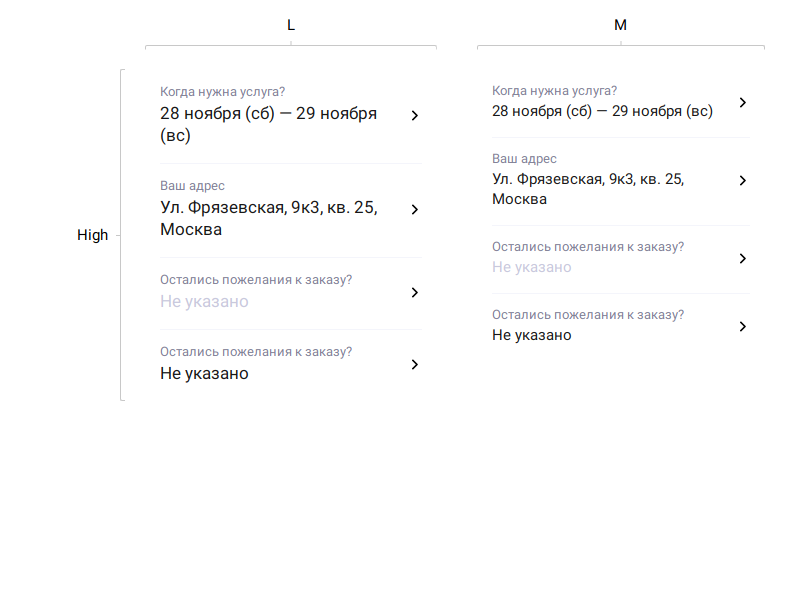 L
M
High
Когда нужна услуга?
28 ноября (сб) — 29 ноября
(вс)
Ваш адрес
Ул. Фрязевская, 9к3, кв. 25,
Москва
Остались пожелания к заказу?
Не указано
Остались пожелания к заказу?
Не указано
Когда нужна услуга?
28 ноября (сб) — 29 ноября (вс)
Ваш адрес
Ул. Фрязевская, 9к3, кв. 25,
Москва
Остались пожелания к заказу?
Не указано
Остались пожелания к заказу?
Не указано